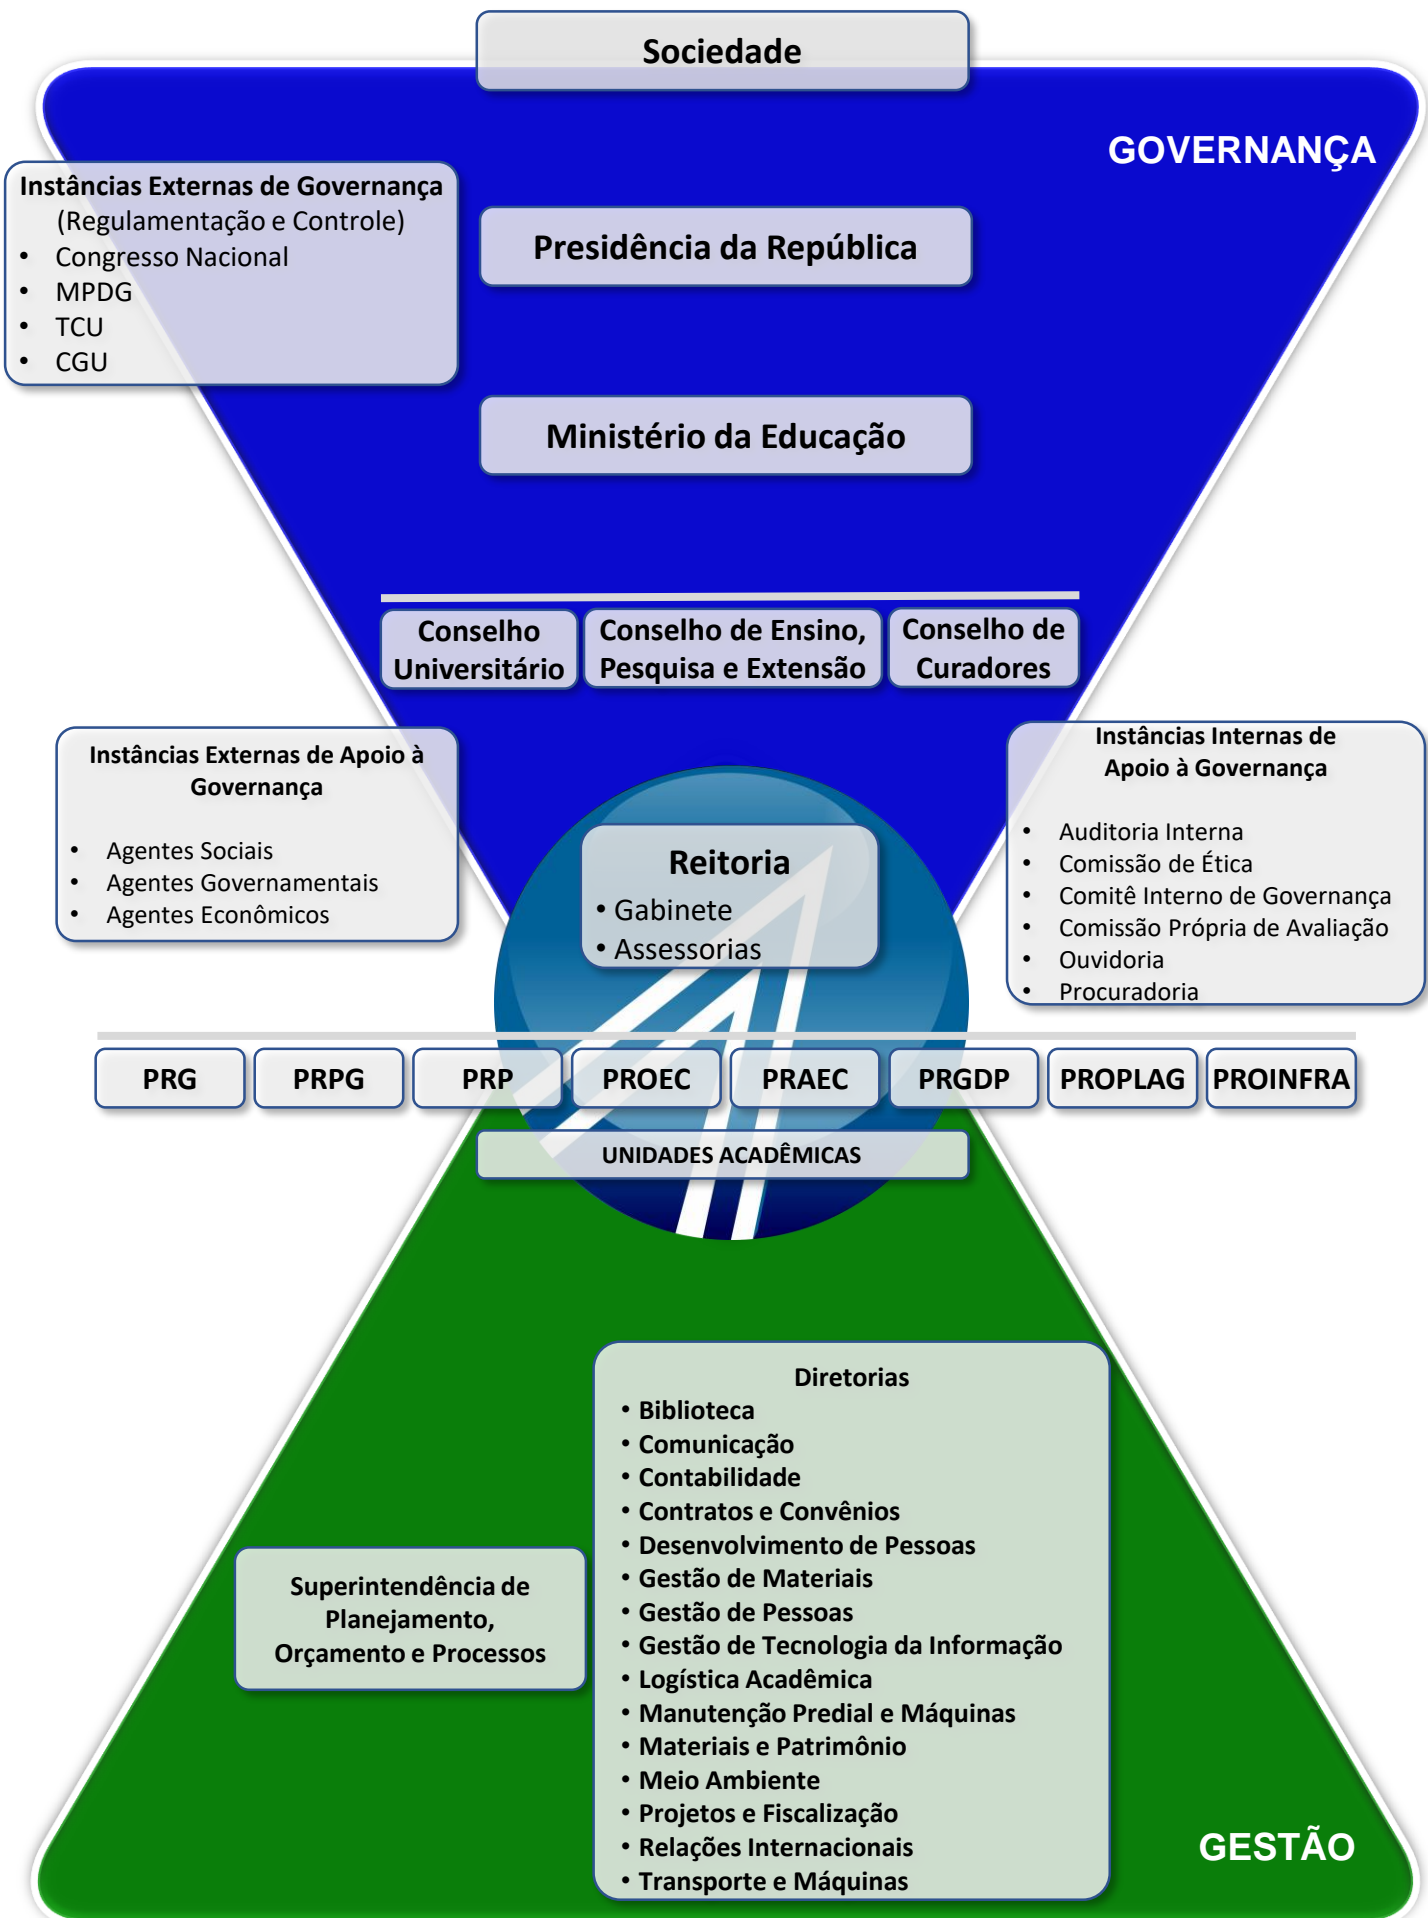 Sociedade
GOVERNANÇA
Instâncias Externas de Governança
(Regulamentação e Controle)
• Congresso Nacional
• MPDG
• TCU
• CGU
Presidência da República
Ministério da Educação
Conselho
Universitário
Conselho de Ensino,
Pesquisa e Extensão
Conselho de
Curadores
Instâncias Externas de Apoio à
Governança
• Agentes Sociais
• Agentes Governamentais
• Agentes Econômicos
Reitoria
• Gabinete
• Assessorias
Instâncias Internas de
Apoio à Governança
• Auditoria Interna
• Comissão de Ética
• Comitê Interno de Governança
• Comissão Própria de Avaliação
• Ouvidoria
• Procuradoria
PRG
PRPG
PRP
PROEC
PRAEC
PRGDP
PROPLAG
PROINFRA
UNIDADES ACADÊMICAS
Superintendência de
Planejamento,
Orçamento e Processos
Diretorias
• Biblioteca
• Comunicação
• Contabilidade
• Contratos e Convênios
• Desenvolvimento de Pessoas
• Gestão de Materiais
• Gestão de Pessoas
• Gestão de Tecnologia da Informação
• Logística Acadêmica
• Manutenção Predial e Máquinas
• Materiais e Patrimônio
• Meio Ambiente
• Projetos e Fiscalização
• Relações Internacionais
• Transporte e Máquinas
GESTÃO